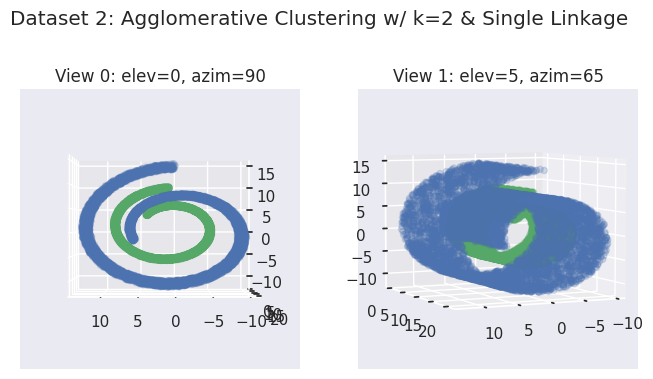 Dataset 2: Agglomerative Clustering w/ k=2 & Single Linkage
View 0: elev=0, azim=90
View 1: elev=5, azim=65
15
10
5
0
−5
−10
10 5 0 −5 −10 20
15
10
5
0
−5
−10
0 5 10 15 20
10 5 0 −5 −10